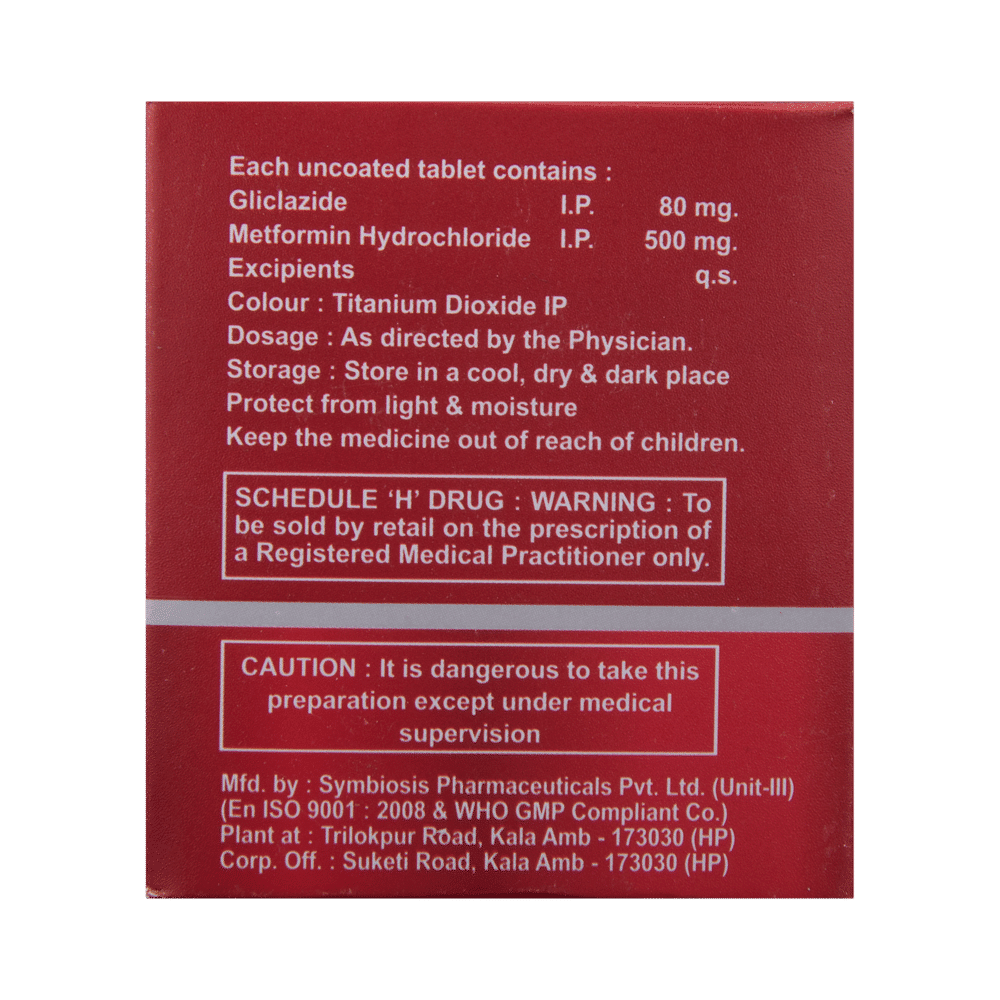 Each uncoated tablet contains :
Gliclazide I.P. 80 mg.
Metformin Hydrochloride I.P. 500 mg.
Excipients q.s.
Colour : Titanium Dioxide IP
Dosage : As directed by the Physician.
Storage : Store in a cool, dry & dark place
Protect from light & moisture
Keep the medicine out of reach of children.
SCHEDULE ‘H’ DRUG : WARNING : To
be sold by retail on the prescription of
a Registered Medical Practitioner only.
CAUTION : It is dangerous to take this
preparation except under medical
supervision
Mfd. by : Symbiosis Pharmaceuticals Pvt. Ltd. (Unit-III)
(En ISO 9001 : 2008 & WHO GMP Compliant Co.)
Plant at : Trilokpur Road, Kala Amb - 173030 (HP)
Corp. Off. : Suketi Road, Kala Amb - 173030 (HP)